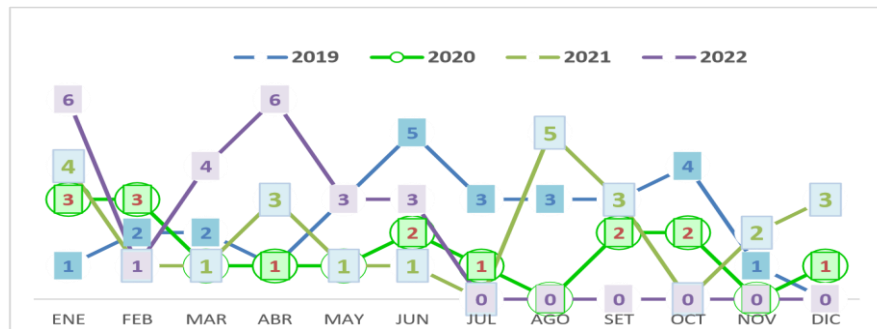 2019 2020 2021 2022
6 6
5 5
4 4 4
3 3 3 3 3 3 3 3 3 3
2 2 2 2 2 2
1 1 1 1 1 1 1 1 1
0 0 0 0 0 0
ENE FEB MAR ABR MAY JUN JUL AGO SET OCT NOV DIC